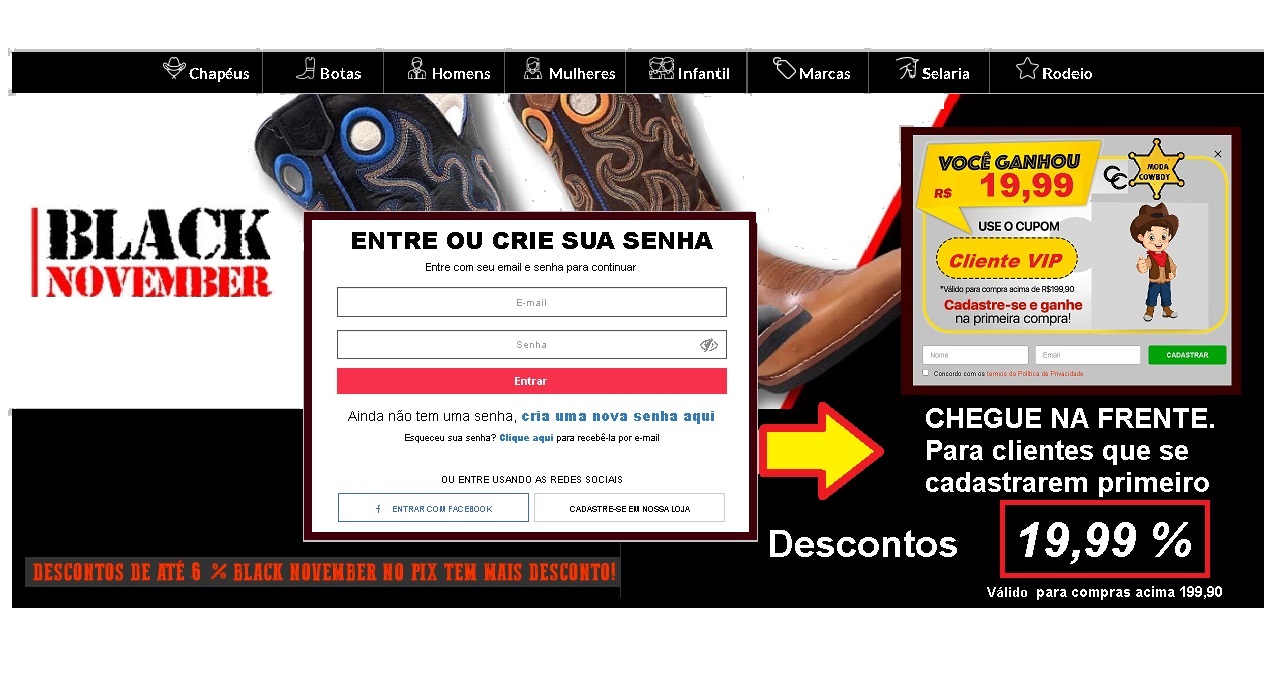 Chapéus Botas Homens Mulheres Infantil Marcas Selaria Rodeio
BLACK
NOVEMBER
ENTRE OU CRIE SUA SENHA
Entre com seu email e senha para continuar
E-mail
Senha
Entrar
Ainda não tem uma senha, cria uma nova senha aqui
Esqueceu sua senha? Clique aqui para recebê-la por e-mail
OU ENTRE USANDO AS REDES SOCIAIS
f ENTRAR COM FACEBOOK
CADASTRE-SE EM NOSSA LOJA
DESCONTOS DE ATÉ 6 % BLACK NOVEMBER NO PIX TEM MAIS DESCONTO!
VOCÊ GANHOU
R$ 19,99
CC
MODA
COWBOY
×
USE O CUPOM
Cliente VIP
*Válido para compra acima de R$199,90
Cadastre-se e ganhe
na primeira compra!
Nome
Email
CADASTRAR
Concordo com os termos da Política de Privacidade
CHEGUE NA FRENTE.
Para clientes que se
cadastrarem primeiro
Descontos 19,99 %
Válido para compras acima 199,90